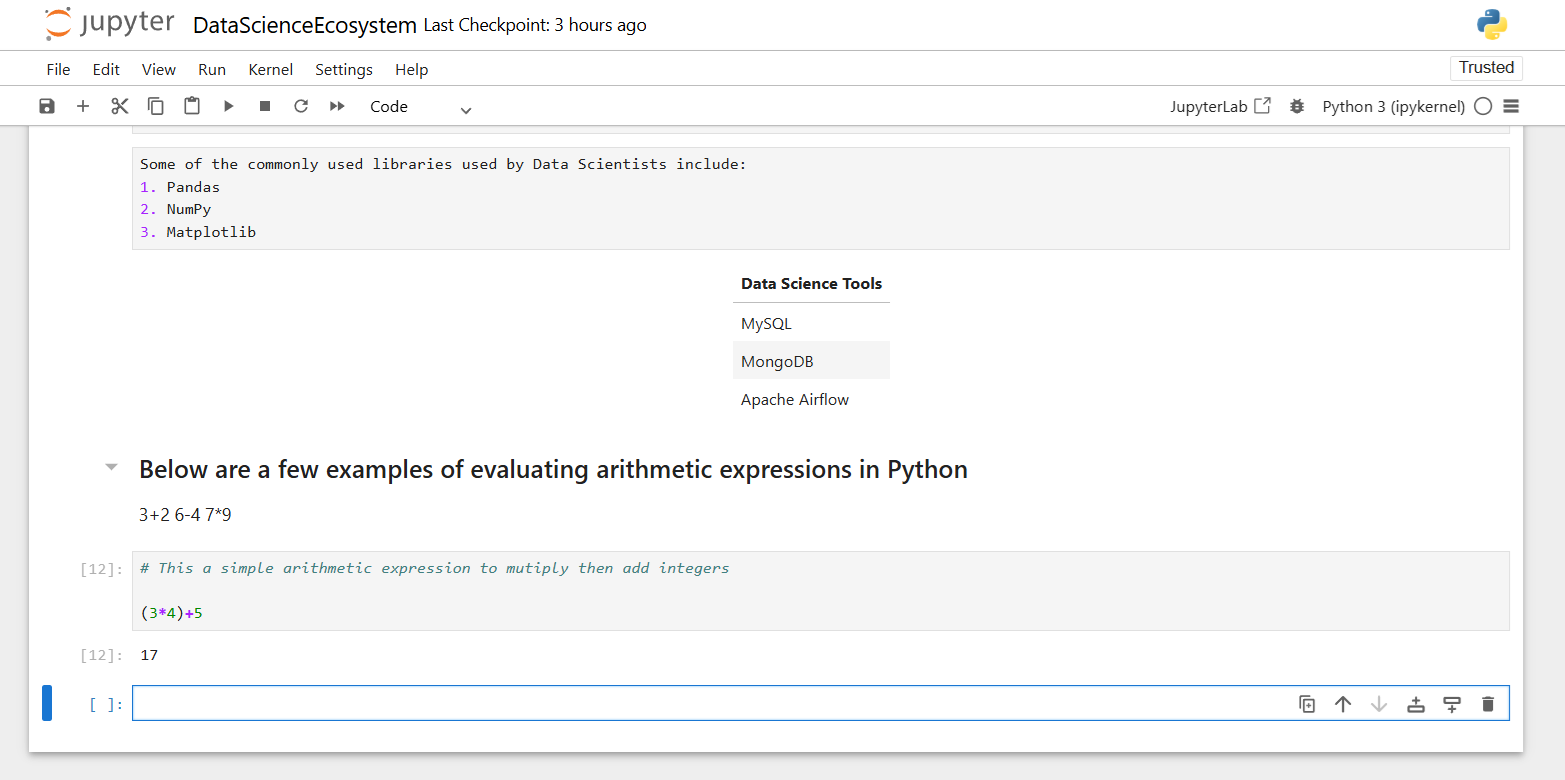 jupyter DataScienceEcosystem Last Checkpoint: 3 hours ago
File Edit View Run Kernel Settings Help Trusted
Code JupyterLab Python 3 (ipykernel)
Some of the commonly used libraries used by Data Scientists include:
1. Pandas
2. NumPy
3. Matplotlib
Data Science Tools
MySQL
MongoDB
Apache Airflow
Below are a few examples of evaluating arithmetic expressions in Python
3+2 6-4 7*9
[12]: # This a simple arithmetic expression to mutiply then add integers
(3*4)+5
[12]: 17
[ ]: